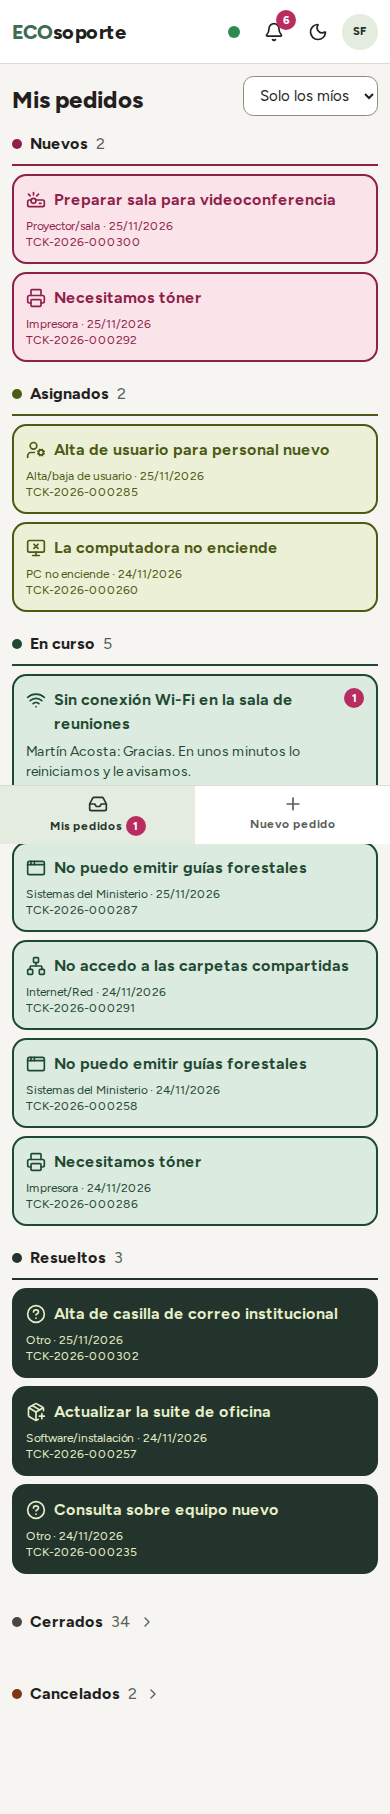 ECOsoporte
6
SF
Mis pedidos
Solo los míos
Nuevos 2
Preparar sala para videoconferencia
Proyector/sala · 25/11/2026
TCK-2026-000300
Necesitamos tóner
Impresora · 25/11/2026
TCK-2026-000292
Asignados 2
Alta de usuario para personal nuevo
Alta/baja de usuario · 25/11/2026
TCK-2026-000285
La computadora no enciende
PC no enciende · 24/11/2026
TCK-2026-000260
En curso 5
Sin conexión Wi-Fi en la sala de 1
reuniones
Martín Acosta: Gracias. En unos minutos lo
reiniciamos y le avisamos.
Mis pedidos 1
Nuevo pedido
No puedo emitir guías forestales
Sistemas del Ministerio · 25/11/2026
TCK-2026-000287
No accedo a las carpetas compartidas
Internet/Red · 24/11/2026
TCK-2026-000291
No puedo emitir guías forestales
Sistemas del Ministerio · 24/11/2026
TCK-2026-000258
Necesitamos tóner
Impresora · 24/11/2026
TCK-2026-000286
Resueltos 3
Alta de casilla de correo institucional
Otro · 25/11/2026
TCK-2026-000302
Actualizar la suite de oficina
Software/instalación · 24/11/2026
TCK-2026-000257
Consulta sobre equipo nuevo
Otro · 24/11/2026
TCK-2026-000235
Cerrados 34
Cancelados 2